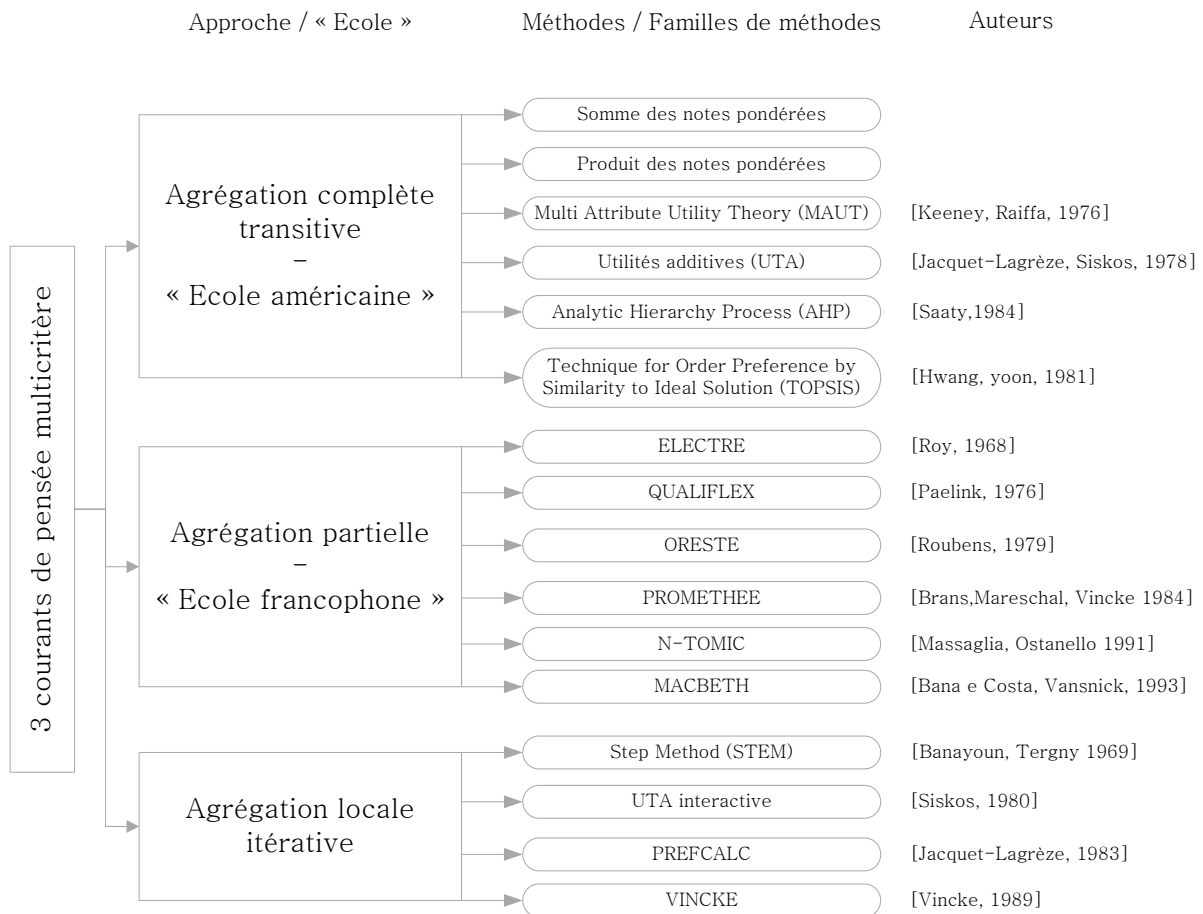 Approche / « Ecole »
Méthodes / Familles de méthodes
Auteurs
3 courants de pensée multicritère
Agrégation complète
transitive
–
« Ecole américaine »
Somme des notes pondérées
Produit des notes pondérées
Multi Attribute Utility Theory (MAUT)
[Keeney, Raiffa, 1976]
Utilités additives (UTA)
[Jacquet-Lagrèze, Siskos, 1978]
Analytic Hierarchy Process (AHP)
[Saaty,1984]
Technique for Order Preference by
Similarity to Ideal Solution (TOPSIS)
[Hwang, yoon, 1981]
Agrégation partielle
–
« Ecole francophone »
ELECTRE
[Roy, 1968]
QUALIFLEX
[Paelink, 1976]
ORESTE
[Roubens, 1979]
PROMETHEE
[Brans,Mareschal, Vincke 1984]
N-TOMIC
[Massaglia, Ostanello 1991]
MACBETH
[Bana e Costa, Vansnick, 1993]
Agrégation locale
itérative
Step Method (STEM)
[Banayoun, Tergny 1969]
UTA interactive
[Siskos, 1980]
PREFCALC
[Jacquet-Lagrèze, 1983]
VINCKE
[Vincke, 1989]